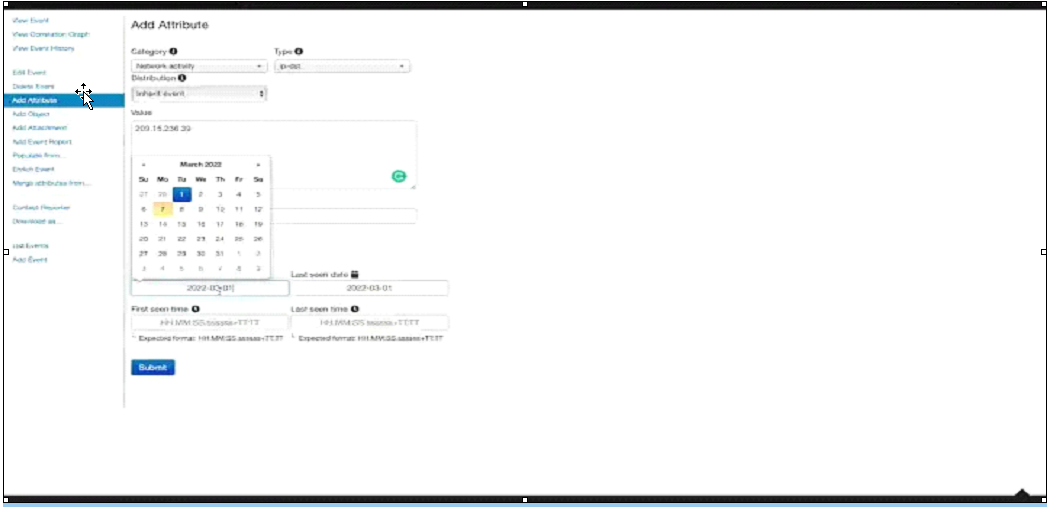 View Event
View Correlation Graph
View Event History
Edit Event
Delete Event
Add Attribute
Add Object
Add Attachment
Add Event Report
Populate from...
Enrich Event
Merge attributes from...
Contact Reporter
Download as...
List Events
Add Event
Add Attribute
Category Type
Network activity ip-dst
Distribution
Inherit event
Value
« March 2022 »
Su Mo Tu We Th Fr Sa
27 28 1 2 3 4 5
6 7 8 9 10 11 12
13 14 15 16 17 18 19
20 21 22 23 24 25 26
27 28 29 30 31 1 2
3 4 5 6 7 8 9
Last seen date
2022-03-01 2022-03-01
First seen time Last seen time
HH:MM:SS.ssssss+TT:TT HH:MM:SS.ssssss+TT:TT
Expected format: HH:MM:SS.ssssss+TT:TT Expected format: HH:MM:SS.ssssss+TT:TT
Submit